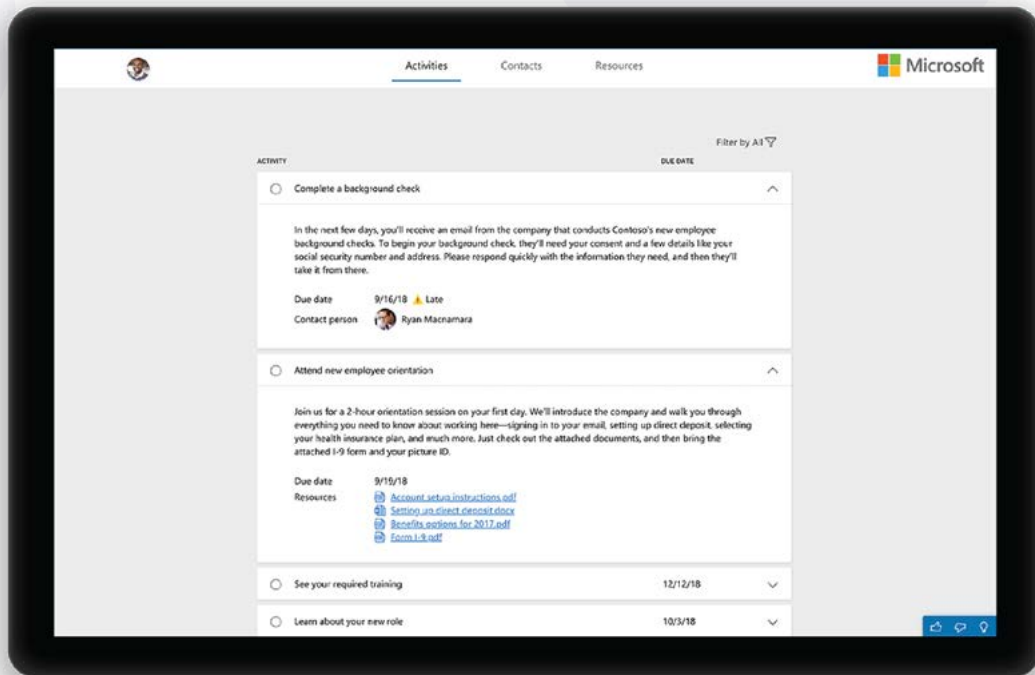 Activities Contacts Resources
Microsoft
Filter by All
ACTIVITY DUE DATE
Complete a background check
In the next few days, you'll receive an email from the company that conducts Contoso's new employee
background checks. To begin your background check, they'll need your consent and a few details like your
social security number and address. Please respond quickly with the information they need, and then they'll
take it from there.
Due date 9/16/18 Late
Contact person Ryan Macnamara
Attend new employee orientation
Join us for a 2-hour orientation session on your first day. We'll introduce the company and walk you through
everything you need to know about working here—signing in to your email, setting up direct deposit, selecting
your health insurance plan, and much more. Just check out the attached documents, and then bring the
attached I-9 form and your picture ID.
Due date 9/19/18
Resources Account setup instructions.pdf
Setting up direct deposit.docx
Benefits options for 2017.pdf
Form I-9.pdf
See your required training 12/12/18
Learn about your new role 10/3/18